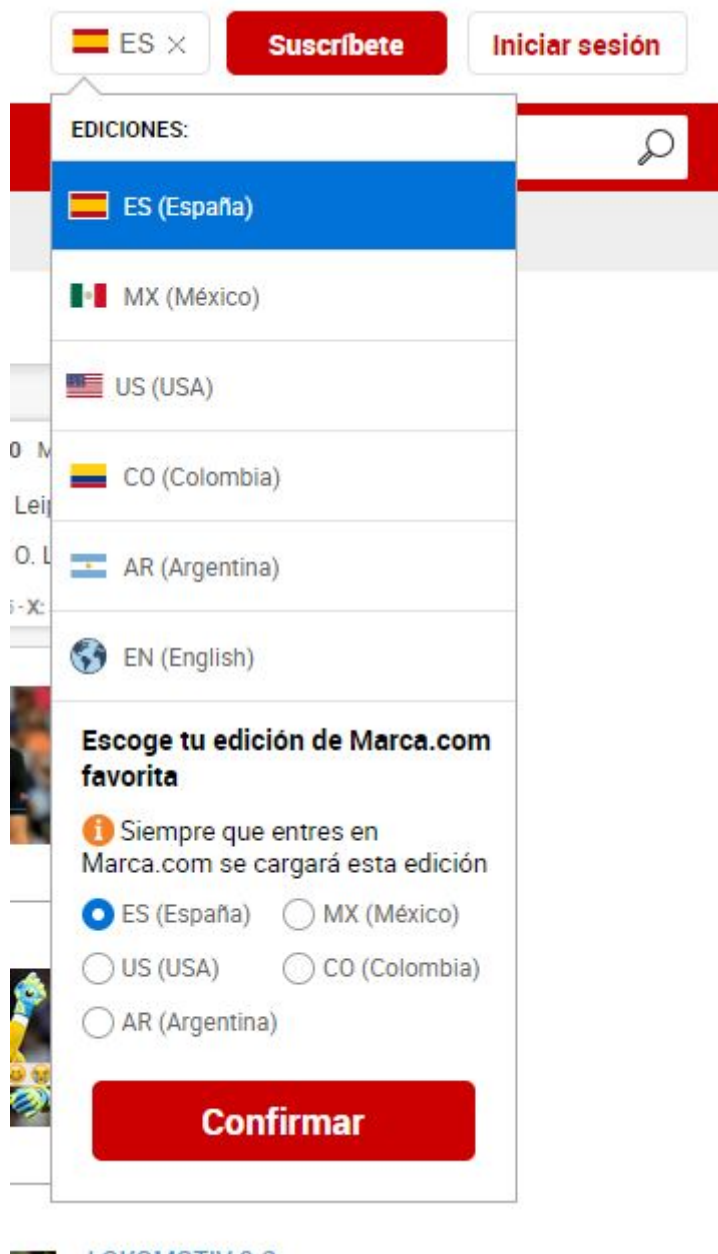 ES ×
Suscríbete
Iniciar sesión
EDICIONES:
ES (España)
MX (México)
US (USA)
0
CO (Colombia)
O. L
AR (Argentina)
- X:
EN (English)
Escoge tu edición de Marca.com
favorita
Siempre que entres en
Marca.com se cargará esta edición
ES (España)
MX (México)
US (USA)
CO (Colombia)
AR (Argentina)
Confirmar